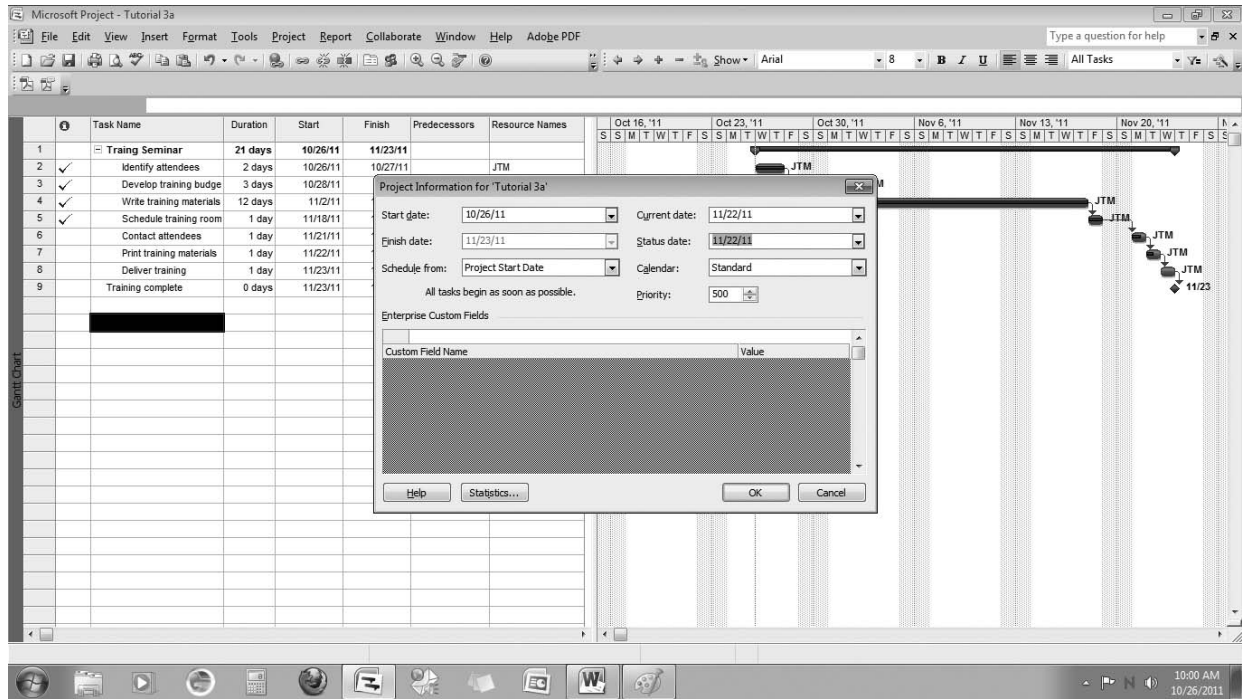 Microsoft Project - Tutorial 3a
File Edit View Insert Format Tools Project Report Collaborate Window Help Adobe PDF Type a question for help
Show Arial 8 B I U All Tasks
Task Name Duration Start Finish Predecessors Resource Names Oct 16, '11 Oct 23, '11 Oct 30, '11 Nov 6, '11 Nov 13, '11 Nov 20, '11 N
S S M T W T F S S M T W T F S S M T W T F S S M T W T F S S M T W T F S S M T W T F S S
1 Traing Seminar 21 days 10/26/11 11/23/11
2 Identify attendees 2 days 10/26/11 10/27/11 JTM JTM
3 Develop training budge 3 days 10/28/11
4 Write training materials 12 days 11/2/11 JTM
5 Schedule training room 1 day 11/18/11 JTM
6 Contact attendees 1 day 11/21/11 JTM
7 Print training materials 1 day 11/22/11 JTM
8 Deliver training 1 day 11/23/11 JTM
9 Training complete 0 days 11/23/11 11/23
Gantt Chart
Project Information for 'Tutorial 3a'
Start date: 10/26/11 Current date: 11/22/11
Finish date: 11/23/11 Status date: 11/22/11
Schedule from: Project Start Date Calendar: Standard
All tasks begin as soon as possible. Priority: 500
Enterprise Custom Fields
Custom Field Name Value
Help Statistics... OK Cancel
10:00 AM
10/26/2011